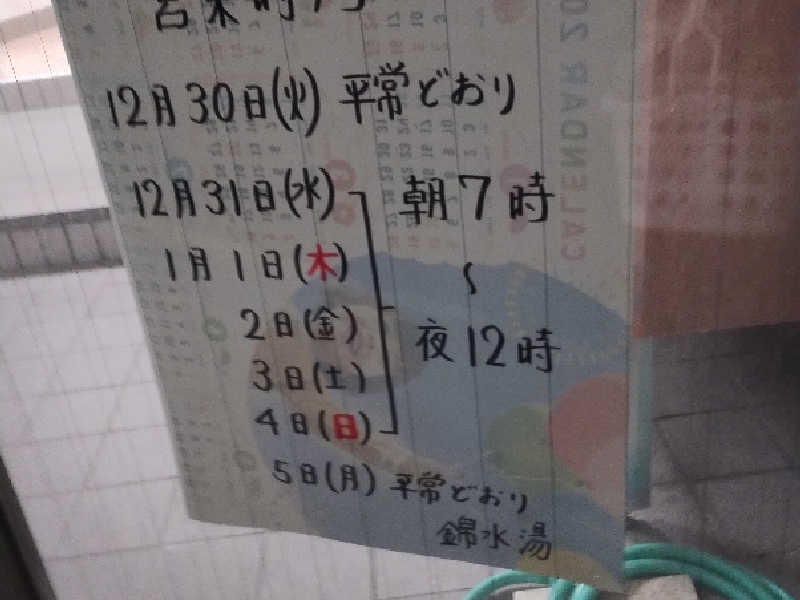 12月30日(火) 平常どおり
12月31日(水) 朝7時
1月1日(木) 〜
2日(金) 夜12時
3日(土)
4日(日)
5日(月) 平常どおり
錦水湯
CALENDAR 20